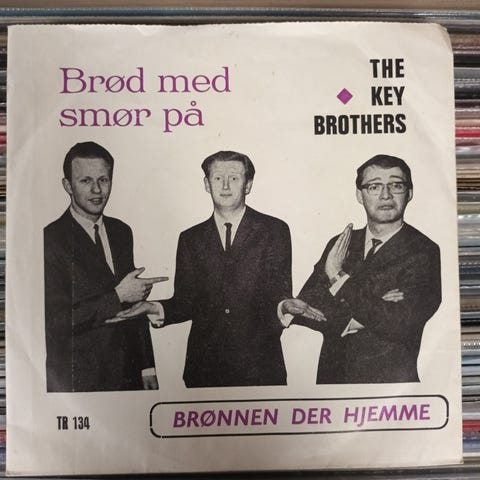 Brød med
smør på
THE
KEY
BROTHERS
TR 134
BRØNNEN DER HJEMME